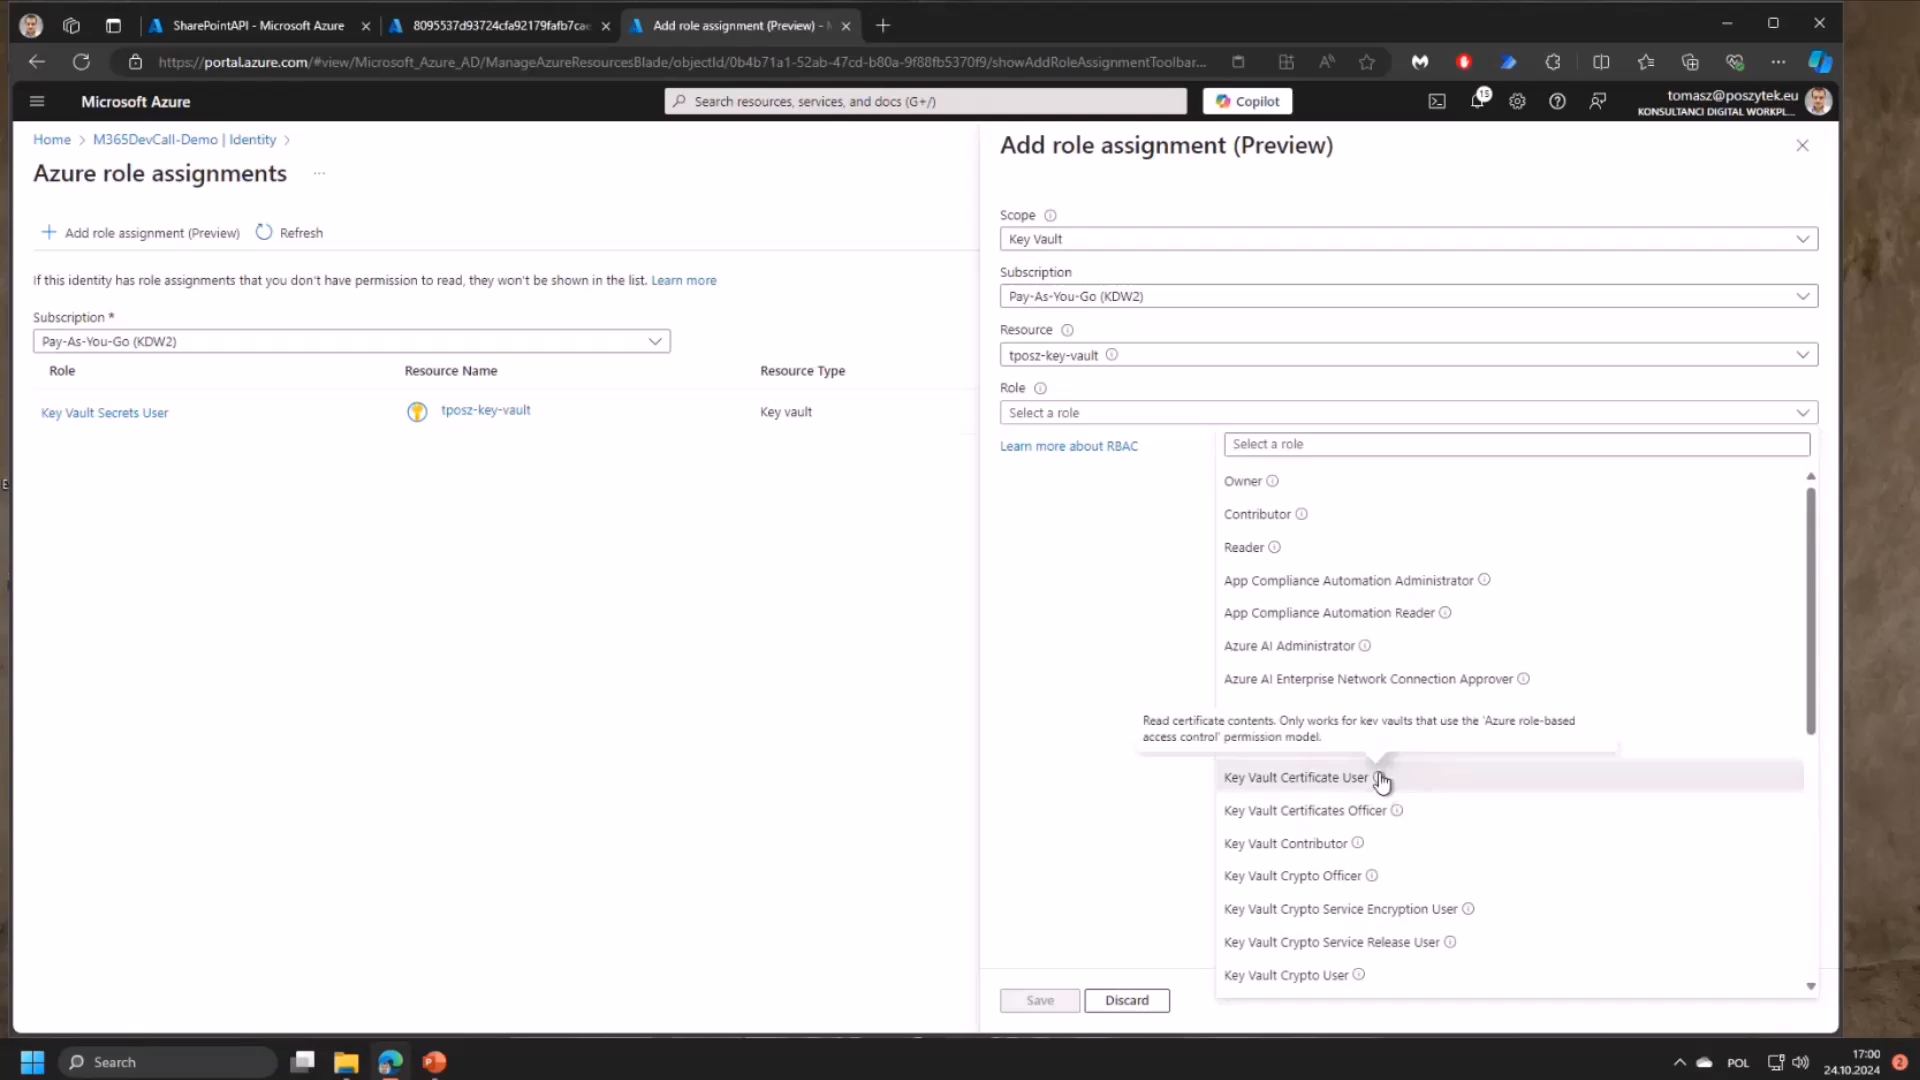 SharePointAPI - Microsoft Azure
8095537d93724cfa92179fafb7cae
Add role assignment (Preview) -
https://portal.azure.com/#view/Microsoft_Azure_AD/ManageAzureResourcesBlade/objectId/0b4b71a1-52ab-47cd-b80a-9f88fb5370f9/showAddRoleAssignmentToolbar...
Microsoft Azure
Search resources, services, and docs (G+/)
Copilot
15
tomasz@poszytek.eu
KONSULTANCI DIGITAL WORKPL...
Home > M365DevCall-Demo | Identity >
Azure role assignments ...
Add role assignment (Preview)
Refresh
If this identity has role assignments that you don't have permission to read, they won't be shown in the list. Learn more
Subscription *
Pay-As-You-Go (KDW2)
Role Resource Name Resource Type
Key Vault Secrets User tposz-key-vault Key vault
Add role assignment (Preview)
Scope
Key Vault
Subscription
Pay-As-You-Go (KDW2)
Resource
tposz-key-vault
Role
Select a role
Learn more about RBAC
Select a role
Owner
Contributor
Reader
App Compliance Automation Administrator
App Compliance Automation Reader
Azure AI Administrator
Azure AI Enterprise Network Connection Approver
Read certificate contents. Only works for key vaults that use the 'Azure role-based
access control' permission model.
Key Vault Certificate User
Key Vault Certificates Officer
Key Vault Contributor
Key Vault Crypto Officer
Key Vault Crypto Service Encryption User
Key Vault Crypto Service Release User
Key Vault Crypto User
Save
Discard
Search
POL
17:00
24.10.2024
2